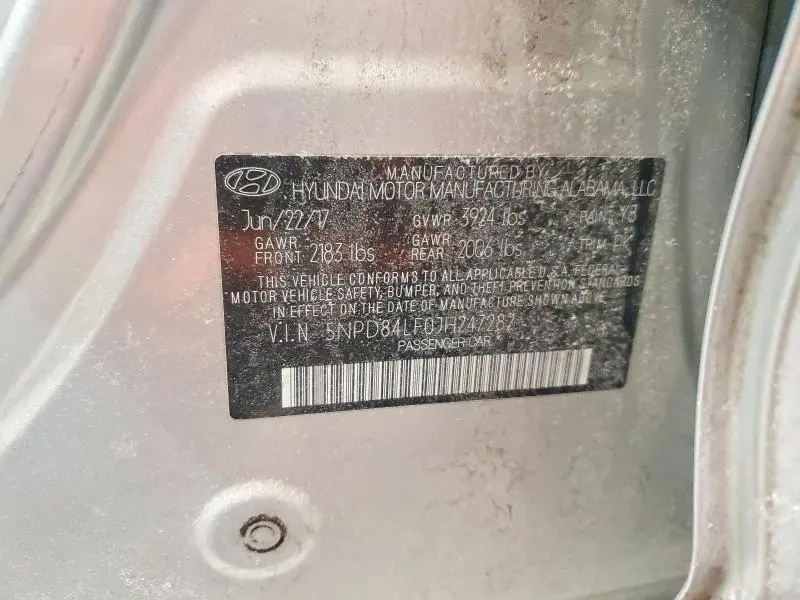 MANUFACTURED BY
HYUNDAI MOTOR MANUFACTURING ALABAMA, LLC
Jun/22/17 GVWR 3924 lbs PAINT Y3
GAWR FRONT 2183 lbs GAWR REAR 2006 lbs TRIM
THIS VEHICLE CONFORMS TO ALL APPLICABLE U.S.A FEDERAL
MOTOR VEHICLE SAFETY, BUMPER, AND THEFT PREVENTION STANDARDS
IN EFFECT ON THE DATE OF MANUFACTURE SHOWN ABOVE.
V.I.N 5NPD84LF0JH247282
PASSENGER CAR